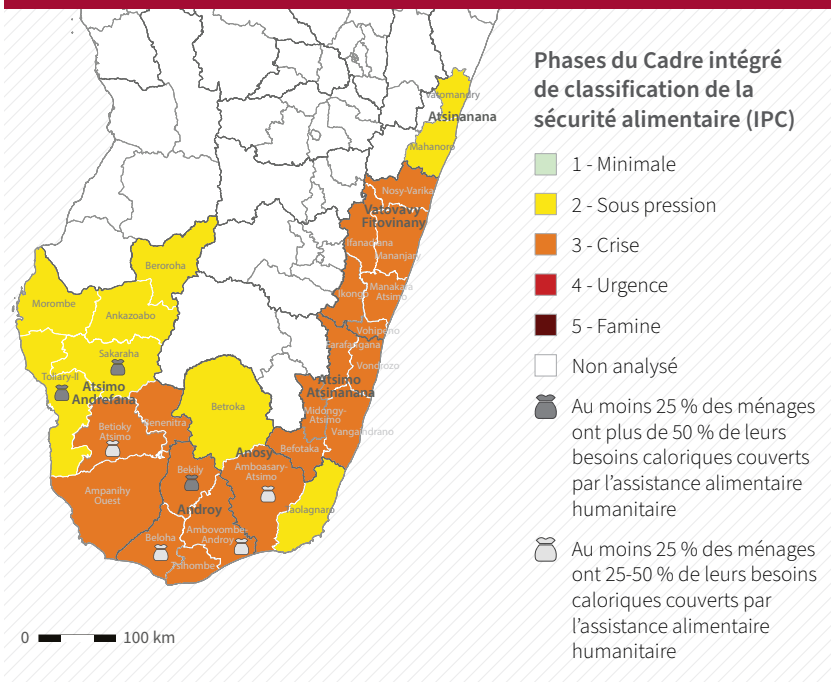 Vatomandry
Atsinanana
Mahanoro
Nosy-Varika
Vatovavy
Fitovinany
Ifanadiana
Mananjary
Ikongo
Manakara
Atsimo
Vohipeno
Farafangana
Vondrozo
Atsimo
Atsinanana
Midongy-
Atsimo
Vangaindrano
Befotaka
Beroroha
Morombe
Ankazoabo
Sakaraha
Toliary-II
Atsimo
Andrefana
Betroka
Benenitra
Betioky
Atsimo
Anosy
Amboasary-
Atsimo
Bekily
Ampanihy
Ouest
Taolagnaro
Androy
Ambovombe-
Androy
Beloha
Tsihombe
0 100 km
Phases du Cadre intégré
de classification de la
sécurité alimentaire (IPC)
1 - Minimale
2 - Sous pression
3 - Crise
4 - Urgence
5 - Famine
Non analysé
Au moins 25 % des ménages
ont plus de 50 % de leurs
besoins caloriques couverts
par l’assistance alimentaire
humanitaire
Au moins 25 % des ménages
ont 25-50 % de leurs besoins
caloriques couverts par
l’assistance alimentaire
humanitaire